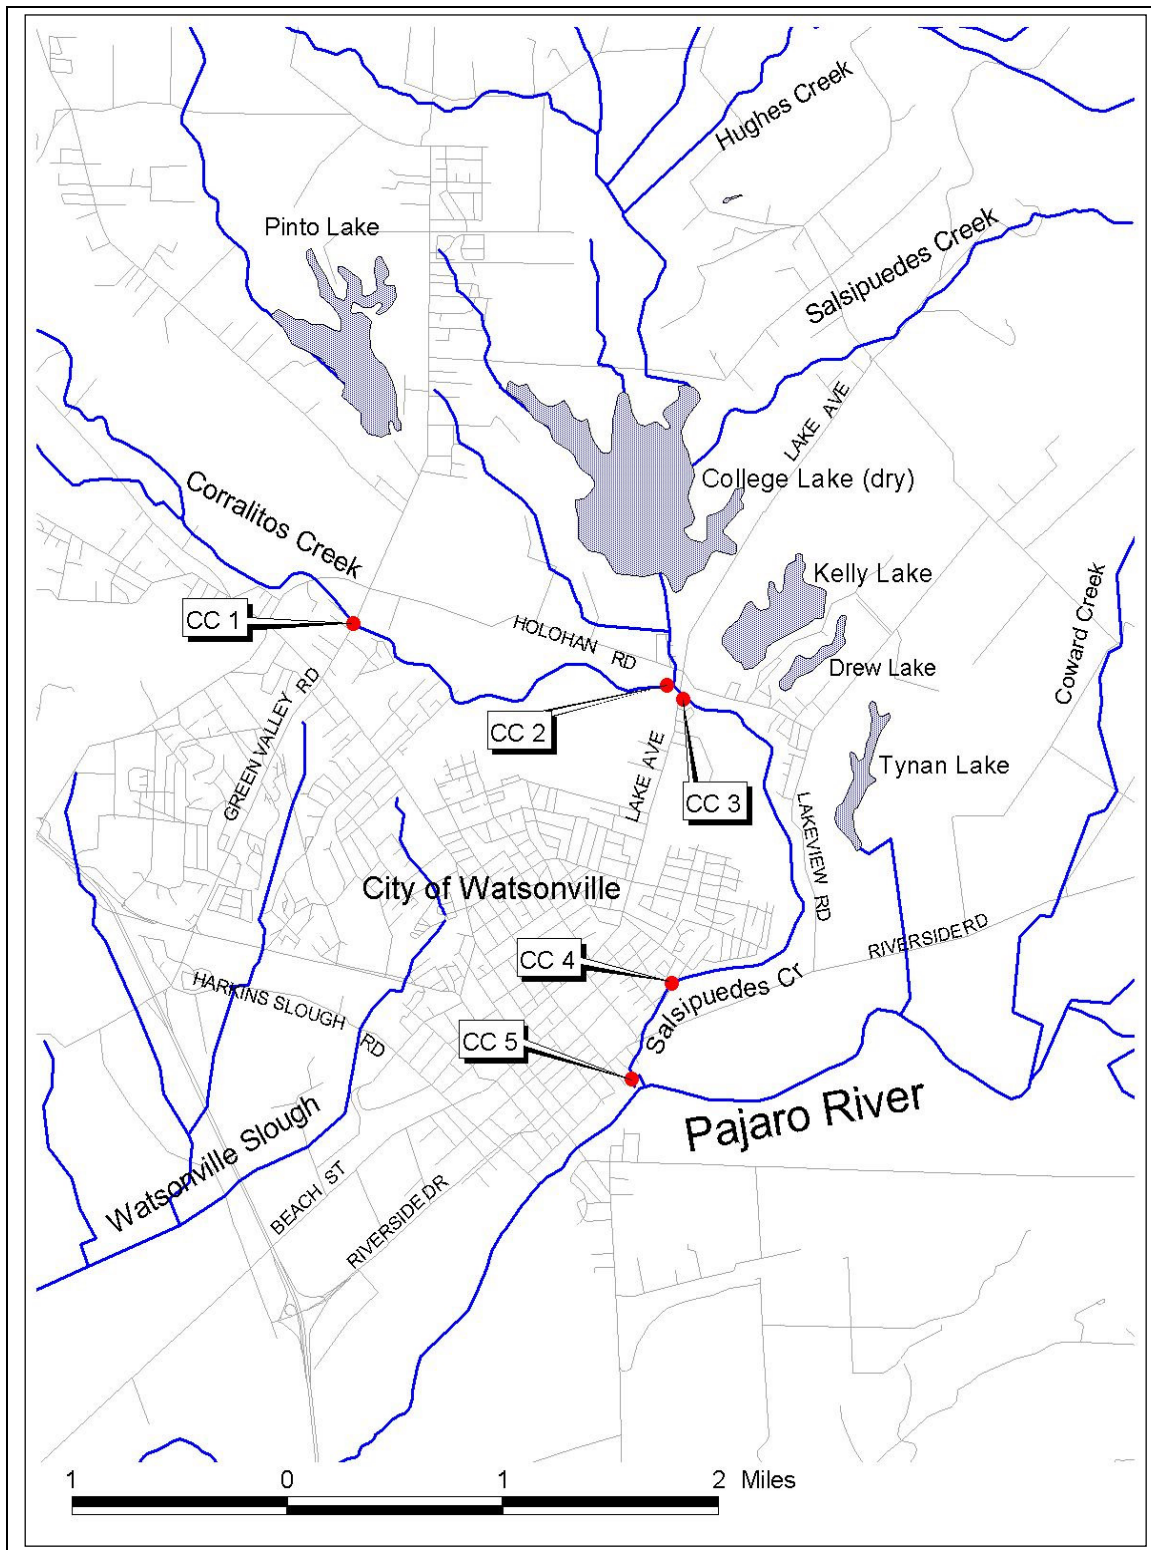 Hughes Creek
Pinto Lake
Salsipuedes Creek
LAKE AVE
College Lake (dry)
Corralitos Creek
Kelly Lake
Coward Creek
CC 1
HOLOHAN RD
Drew Lake
GREEN VALLEY RD
CC 2
LAKE AVE
Tynan Lake
CC 3
LAKEVIEW RD
City of Watsonville
RIVERSIDE RD
CC 4
Salsipuedes Cr
HARKINS SLOUGH RD
CC 5
Pajaro River
Watsonville Slough
BEACH ST
RIVERSIDE DR
1 0 1 2 Miles